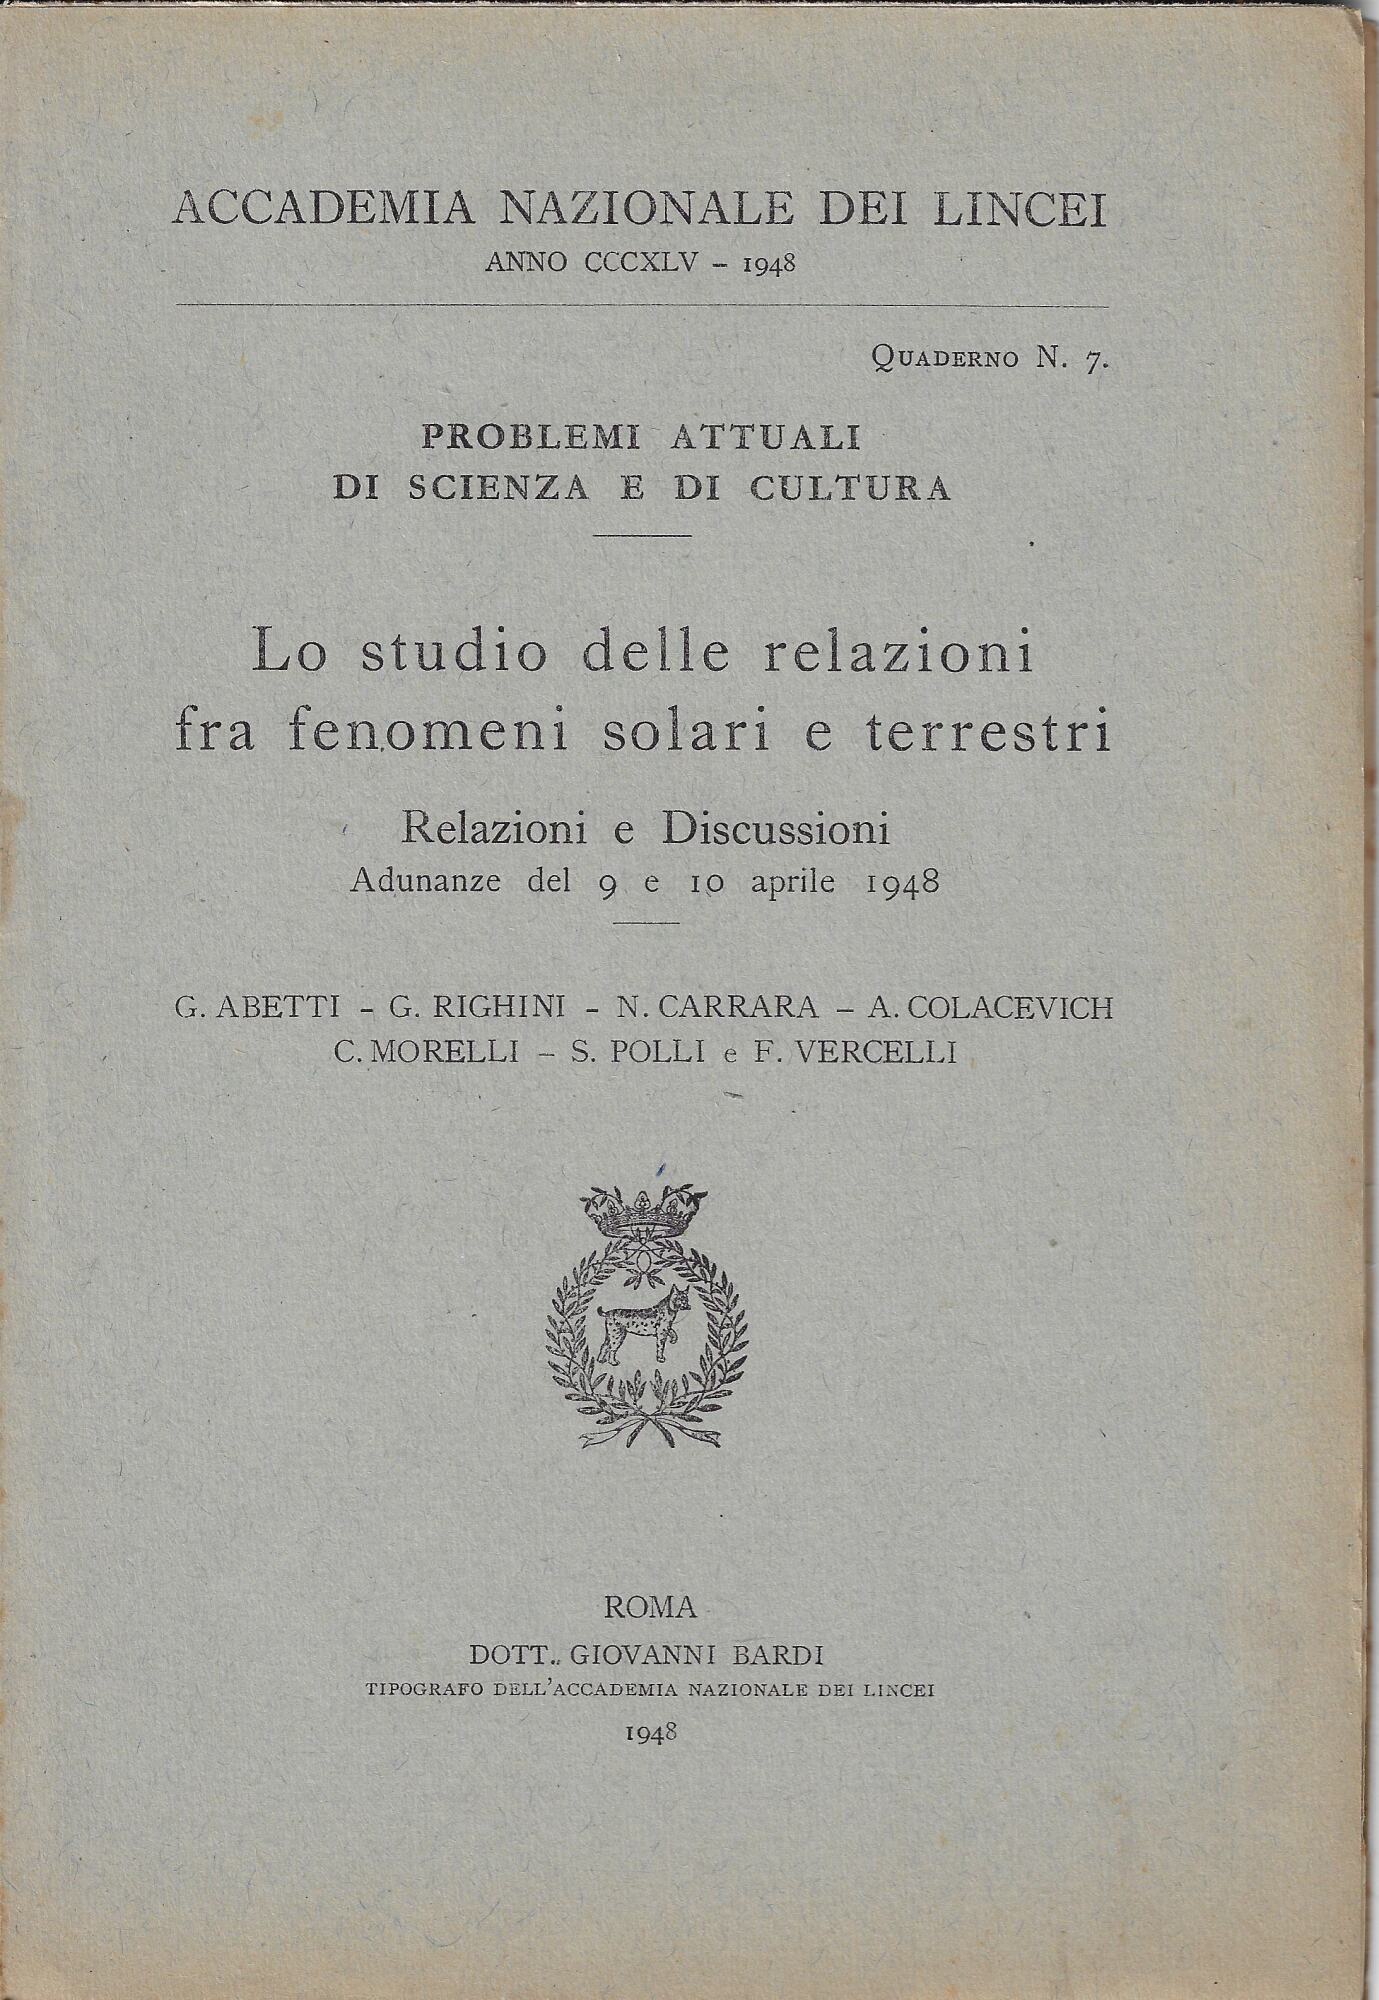 ACCADEMIA NAZIONALE DEI LINCEI
ANNO CCCXLV – 1948
QUADERNO N. 7.
PROBLEMI ATTUALI
DI SCIENZA E DI CULTURA
Lo studio delle relazioni
fra fenomeni solari e terrestri
Relazioni e Discussioni
Adunanze del 9 e 10 aprile 1948
G. ABETTI – G. RIGHINI – N. CARRARA – A. COLACEVICH
C. MORELLI – S. POLLI e F. VERCELLI
ROMA
DOTT. GIOVANNI BARDI
TIPOGRAFO DELL'ACCADEMIA NAZIONALE DEI LINCEI
1948